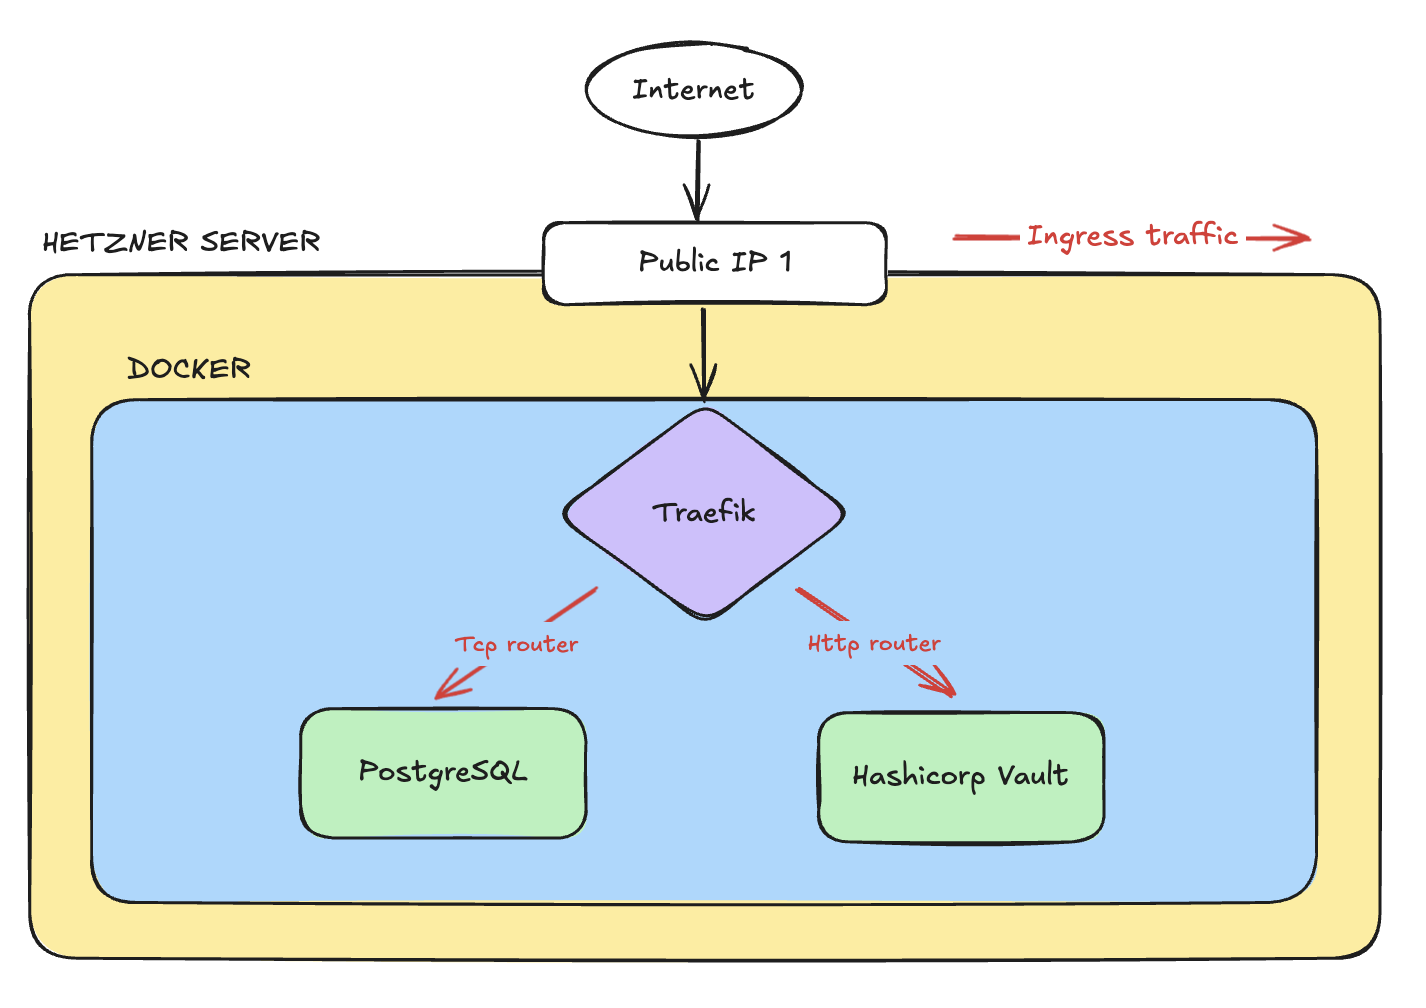 Internet
HETZNER SERVER
Public IP 1
Ingress traffic
DOCKER
Traefik
Tcp router
Http router
PostgreSQL
Hashicorp Vault